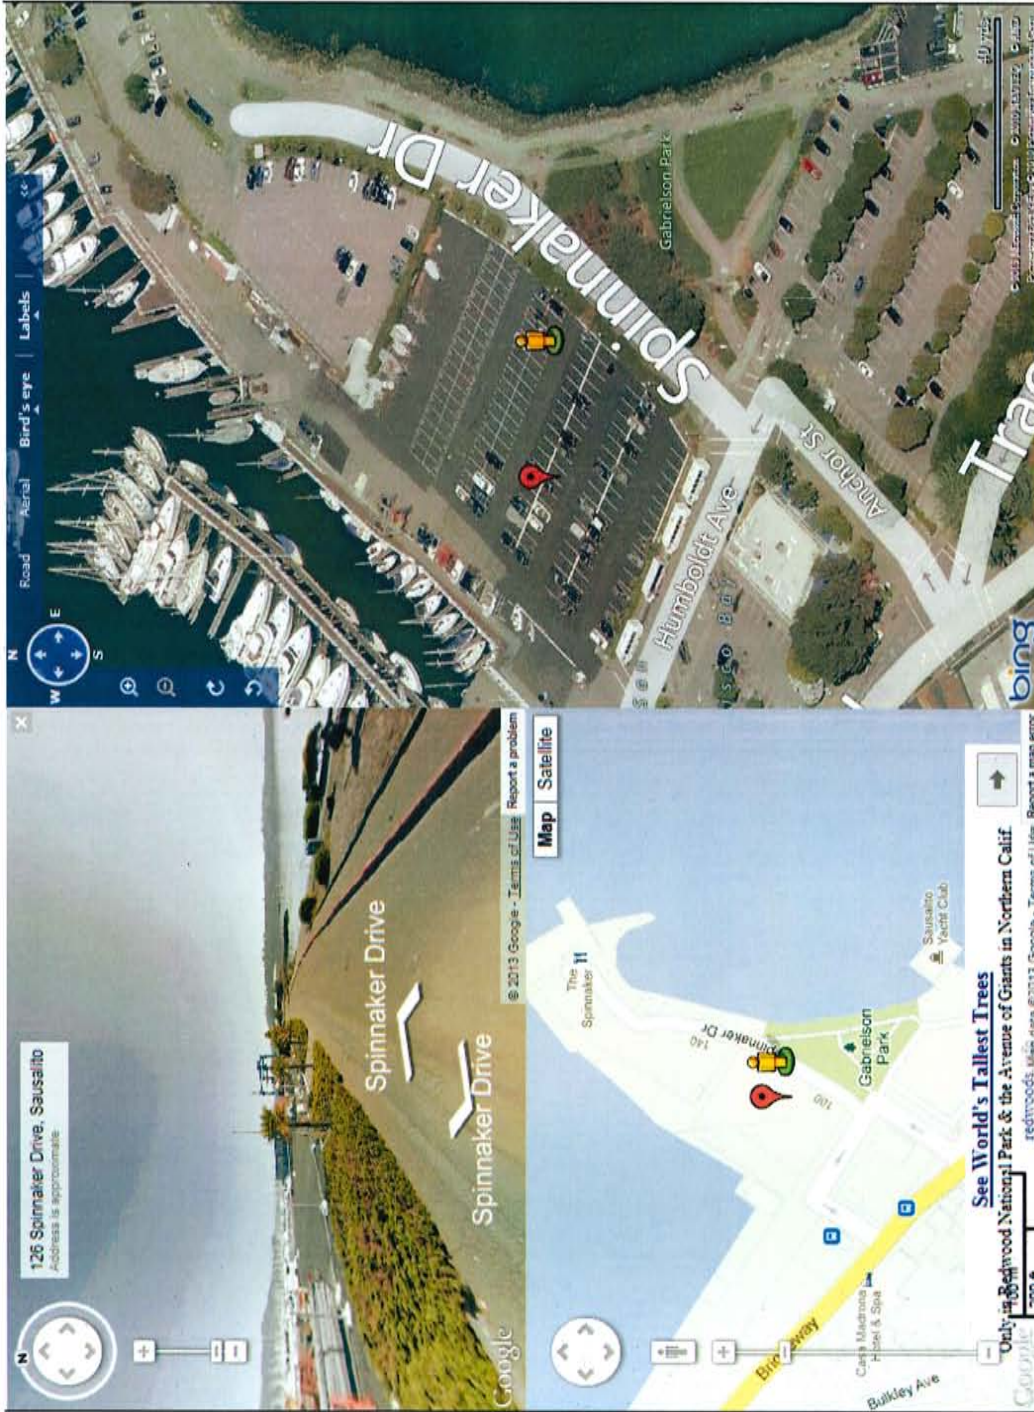 N
126 Spinnaker Drive, Sausalito
Address is approximate
Spinnaker Drive
Spinnaker Drive
Google
© 2013 Google - Terms of Use Report a problem
Map
Satellite
The
Spinnaker
140
Spinnaker Dr
100
Gabrielson
Park
Sausalito
Yacht Club
Casa Madrona
Hotel & Spa
Bulkley Ave
See World's Tallest Trees
Only in Redwood National Park & the Avenue of Giants in Northern Calif.
Google
N
W
E
S
Road
Aerial
Bird's eye
Labels
Spinnaker Dr
Gabrielson Park
Humboldt Ave
Anchor St
40 yds
bing